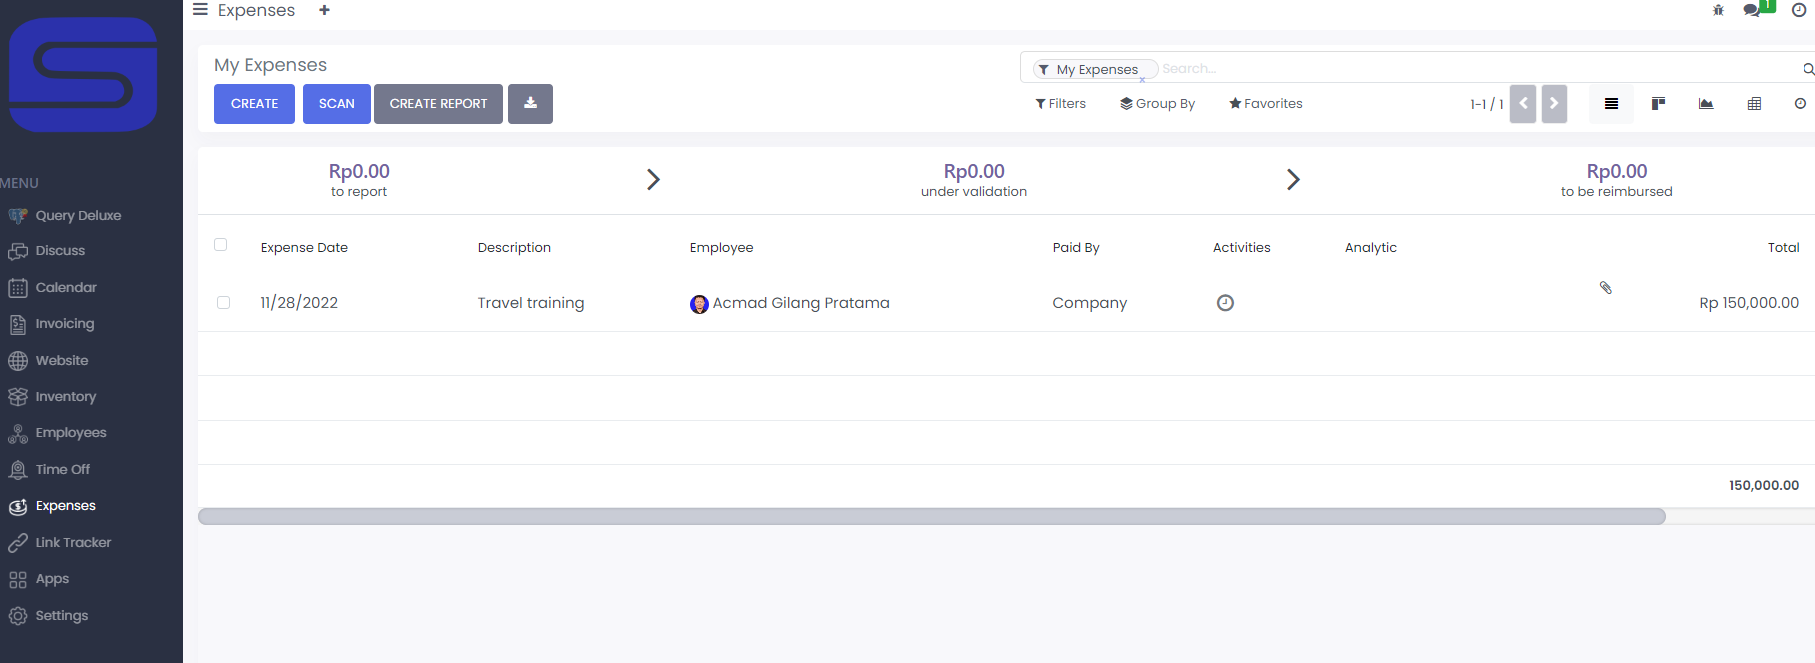 Expenses +
1
My Expenses
My Expenses x Search...
CREATE SCAN CREATE REPORT
Filters Group By Favorites 1-1 / 1
Rp0.00
to report
Rp0.00
under validation
Rp0.00
to be reimbursed
Expense Date Description Employee Paid By Activities Analytic Total
11/28/2022 Travel training Acmad Gilang Pratama Company Rp 150,000.00
150,000.00
MENU
Query Deluxe
Discuss
Calendar
Invoicing
Website
Inventory
Employees
Time Off
Expenses
Link Tracker
Apps
Settings